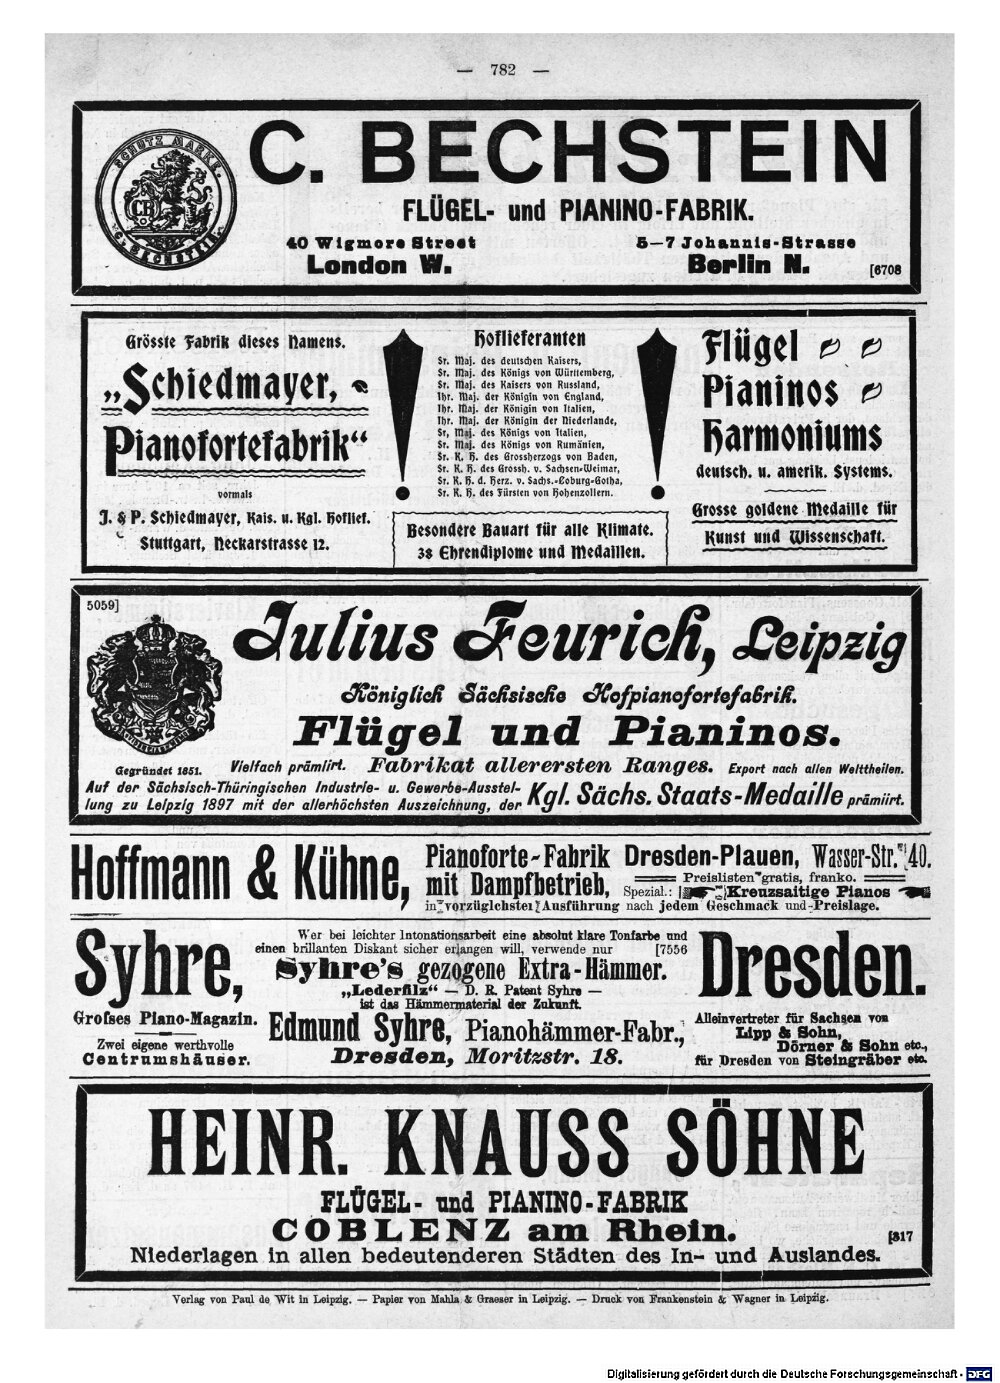 — 782 —
SCHUTZ MARKE.
CB
C. BECHSTEIN
C. BECHSTEIN
FLÜGEL- und PIANINO-FABRIK.
40 Wigmore Street
London W.
5—7 Johannis-Strasse
Berlin N.
[6708
Grösste Fabrik dieses Namens.
„Schiedmayer,
Pianofortefabrik“
vormals
J. & P. Schiedmayer, Kais. u. Kgl. Hoflief.
Stuttgart, Neckarstrasse 12.
!
Hoflieferanten
Sr. Maj. des deutschen Kaisers,
Sr. Maj. des Königs von Württemberg,
Sr. Maj. des Kaisers von Russland,
Ihr. Maj. der Königin von England,
Ihr. Maj. der Königin von Italien,
Ihr. Maj. der Königin der Niederlande,
Sr, Maj. des Königs von Italien,
Sr. Maj. des Königs von Rumänien,
Sr. K. H. des Grossherzogs von Baden,
Sr. K. H. des Grossh. v. Sachsen-Weimar,
Sr. K. H. d. Herz. v. Sachs.-Coburg-Gotha,
Sr. K. H. des Fürsten von Hohenzollern.
!
Besondere Bauart für alle Klimate.
38 Ehrendiplome und Medaillen.
Flügel
Pianinos
Harmoniums
deutsch. u. amerik. Systems.
Grosse goldene Medaille für
Kunst und Wissenschaft.
5059]
Julius Feurich, Leipzig
Königlich Sächsische Hofpianofortefabrik.
Flügel und Pianinos.
Gegründet 1851. Vielfach prämiirt. Fabrikat allerersten Ranges. Export nach allen Welttheilen.
Auf der Sächsisch-Thüringischen Industrie- u. Gewerbe-Ausstel-
lung zu Leipzig 1897 mit der allerhöchsten Auszeichnung, der Kgl. Sächs. Staats-Medaille prämiirt.
Hoffmann & Kühne,
Pianoforte-Fabrik
mit Dampfbetrieb,
Dresden-Plauen, Wasser-Str. 40.
Preislisten gratis, franko.
Spezial.: Kreuzsaitige Pianos
in vorzüglichster Ausführung nach jedem Geschmack und Preislage.
Syhre,
Großes Piano-Magazin.
Zwei eigene werthvolle
Centrumshäuser.
Wer bei leichter Intonationsarbeit eine absolut klare Tonfarbe und
einen brillanten Diskant sicher erlangen will, verwende nur [7556
Syhre's gezogene Extra-Hämmer.
„Lederfilz“ — D. R. Patent Syhre —
ist das Hämmermaterial der Zukunft.
Edmund Syhre, Pianohämmer-Fabr.,
Dresden, Moritzstr. 18.
Dresden.
Alleinvertreter für Sachsen von
Lipp & Sohn,
Dörner & Sohn etc.,
für Dresden von Steingräber etc.
HEINR. KNAUSS SÖHNE
FLÜGEL- und PIANINO-FABRIK
COBLENZ am Rhein.
[317
Niederlagen in allen bedeutenderen Städten des In- und Auslandes.
Verlag von Paul de Wit in Leipzig. — Papier von Mahla & Graeser in Leipzig. — Druck von Frankenstein & Wagner in Leipzig.
Digitalisierung gefördert durch die Deutsche Forschungsgemeinschaft - DFG